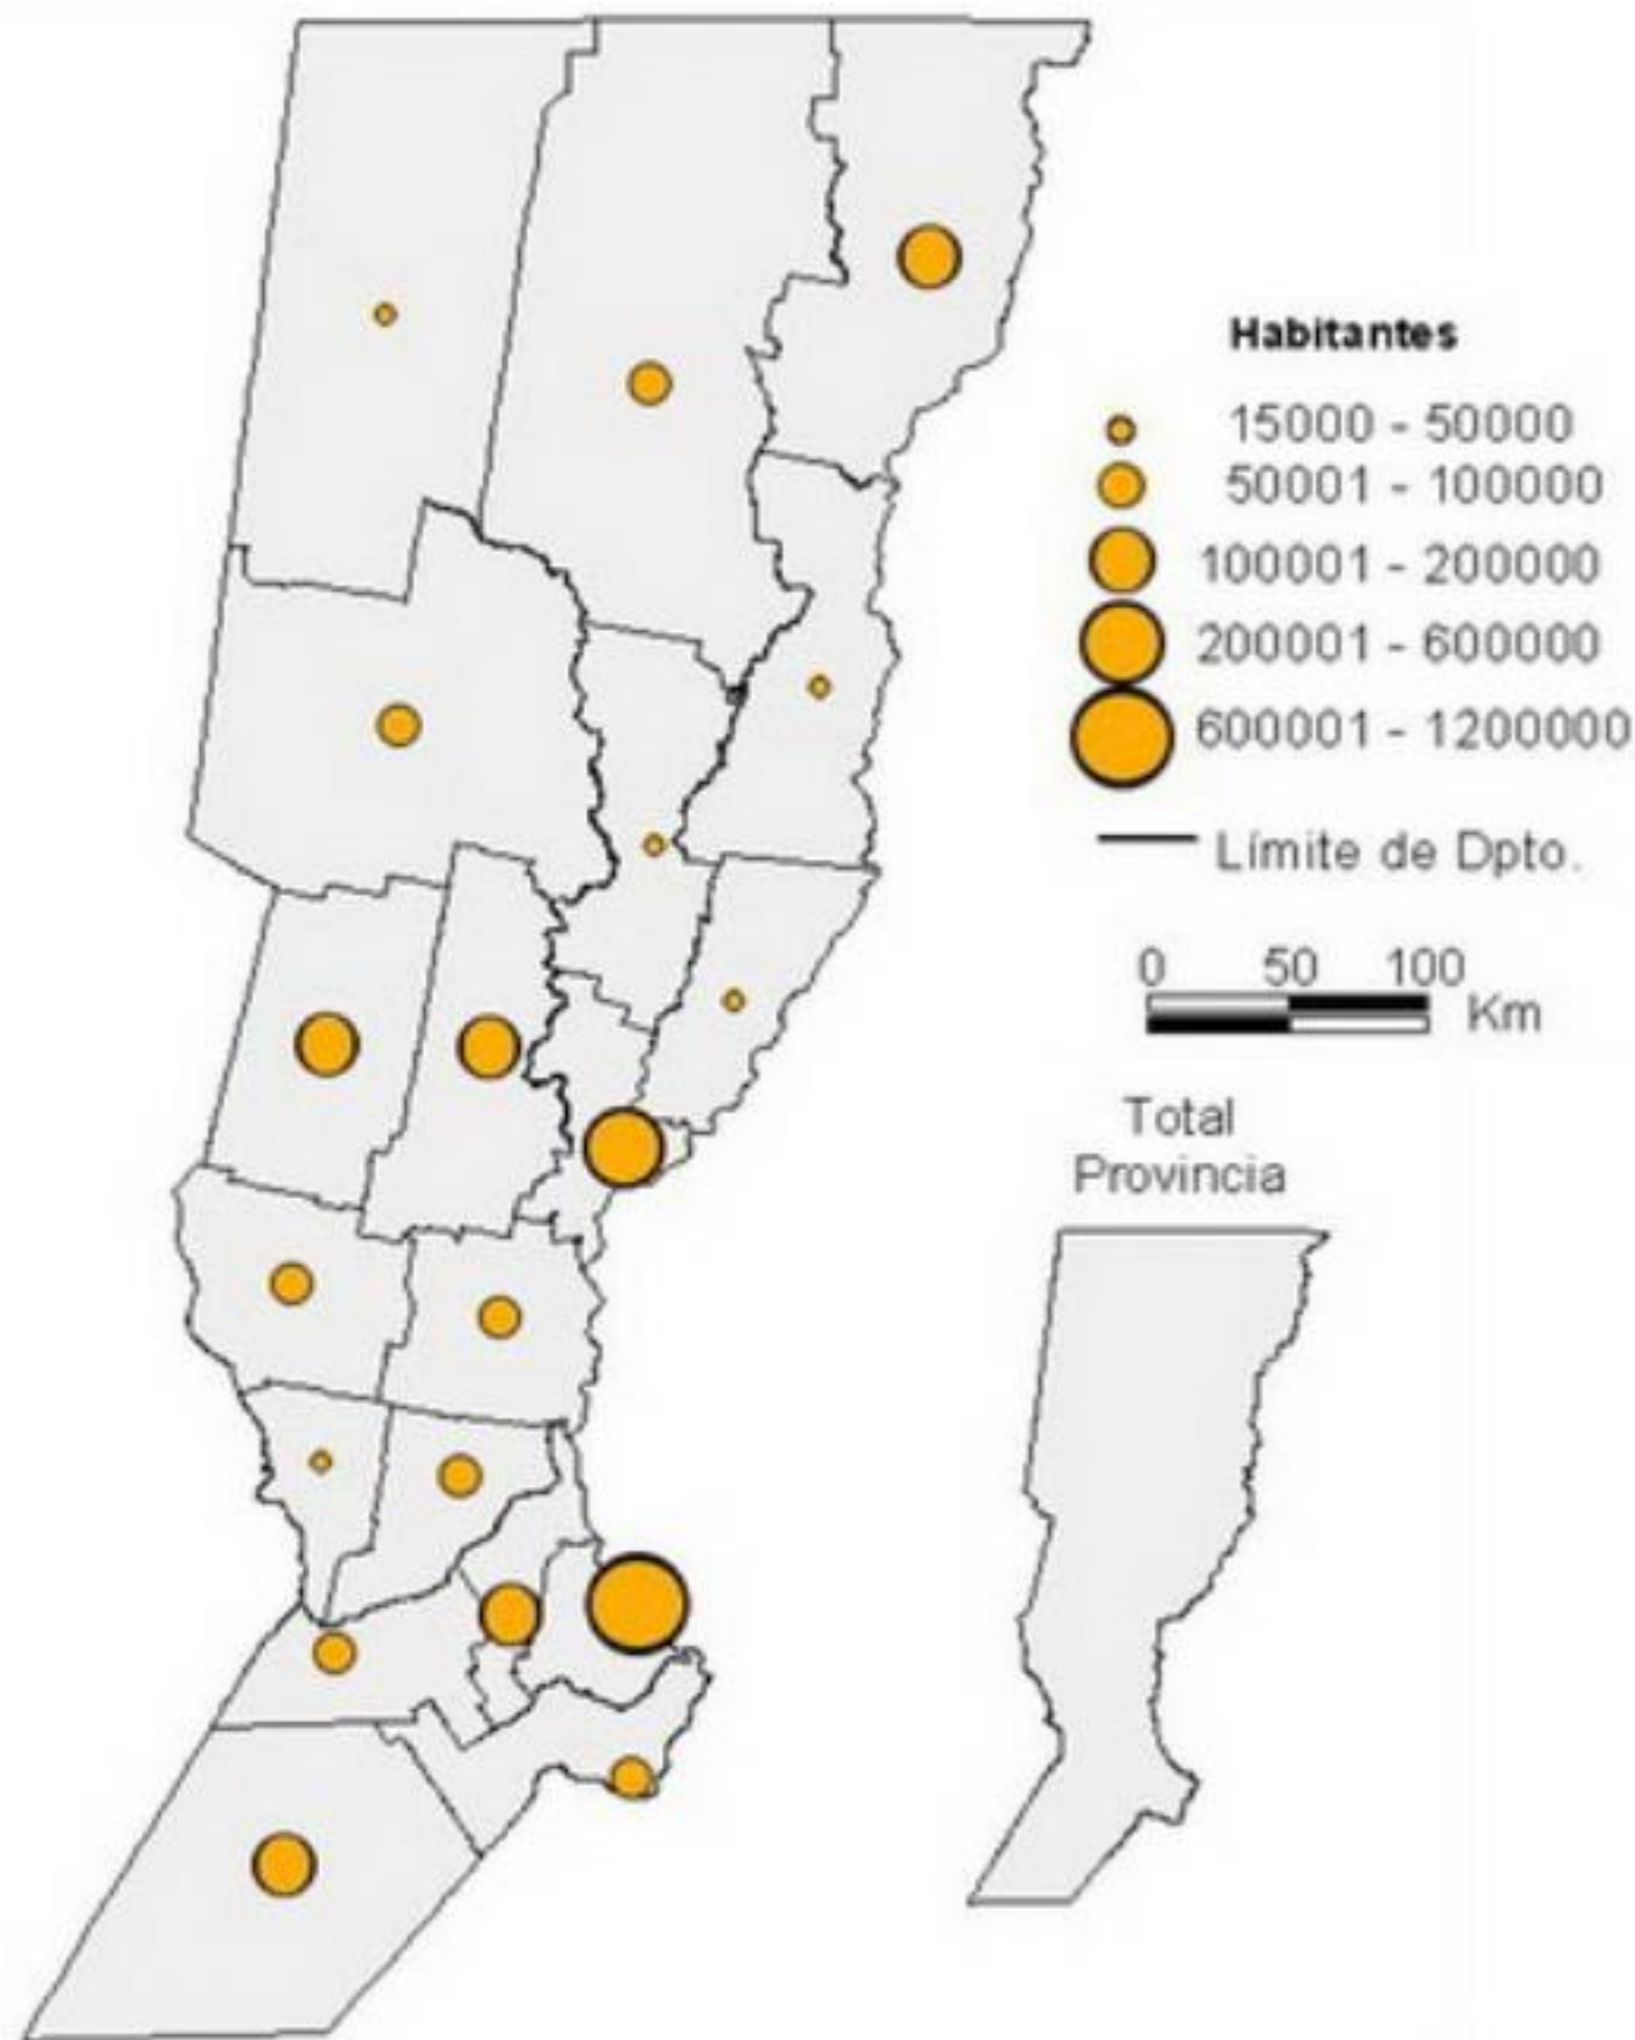 Habitantes
15000 - 50000
50001 - 100000
100001 - 200000
200001 - 600000
600001 - 1200000
Límite de Dpto.
0 50 100
Km
Total
Provincia